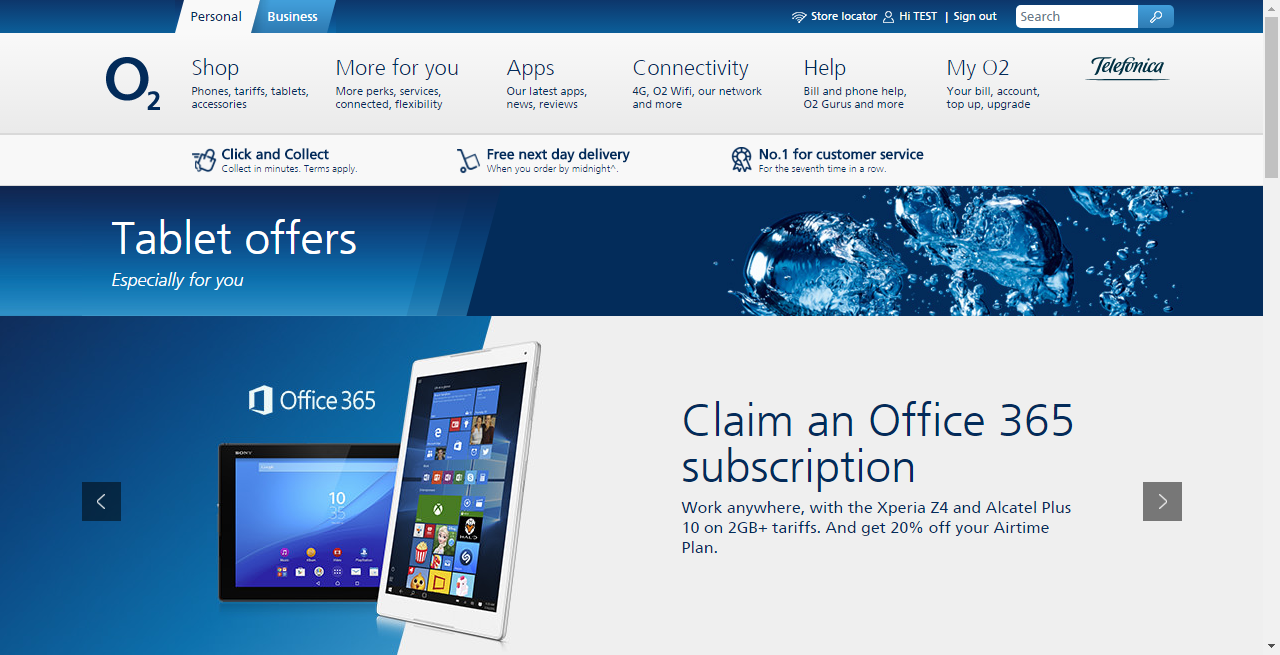 Personal
Business
Store locator
Hi TEST
| Sign out
Search
O2
Shop
Phones, tariffs, tablets,
accessories
More for you
More perks, services,
connected, flexibility
Apps
Our latest apps,
news, reviews
Connectivity
4G, O2 Wifi, our network
and more
Help
Bill and phone help,
O2 Gurus and more
My O2
Your bill, account,
top up, upgrade
Telefónica
Click and Collect
Collect in minutes. Terms apply.
Free next day delivery
When you order by midnight^.
No.1 for customer service
For the seventh time in a row.
Tablet offers
Especially for you
Office 365
SONY
Google
10
35
HALO
Claim an Office 365
subscription
Work anywhere, with the Xperia Z4 and Alcatel Plus
10 on 2GB+ tariffs. And get 20% off your Airtime
Plan.